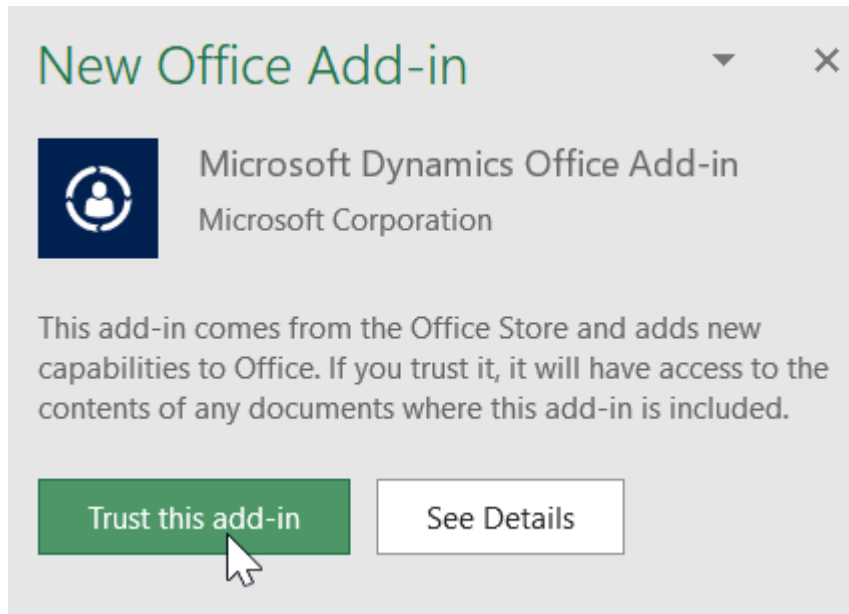 New Office Add-in
Microsoft Dynamics Office Add-in
Microsoft Corporation
This add-in comes from the Office Store and adds new
capabilities to Office. If you trust it, it will have access to the
contents of any documents where this add-in is included.
Trust this add-in
See Details